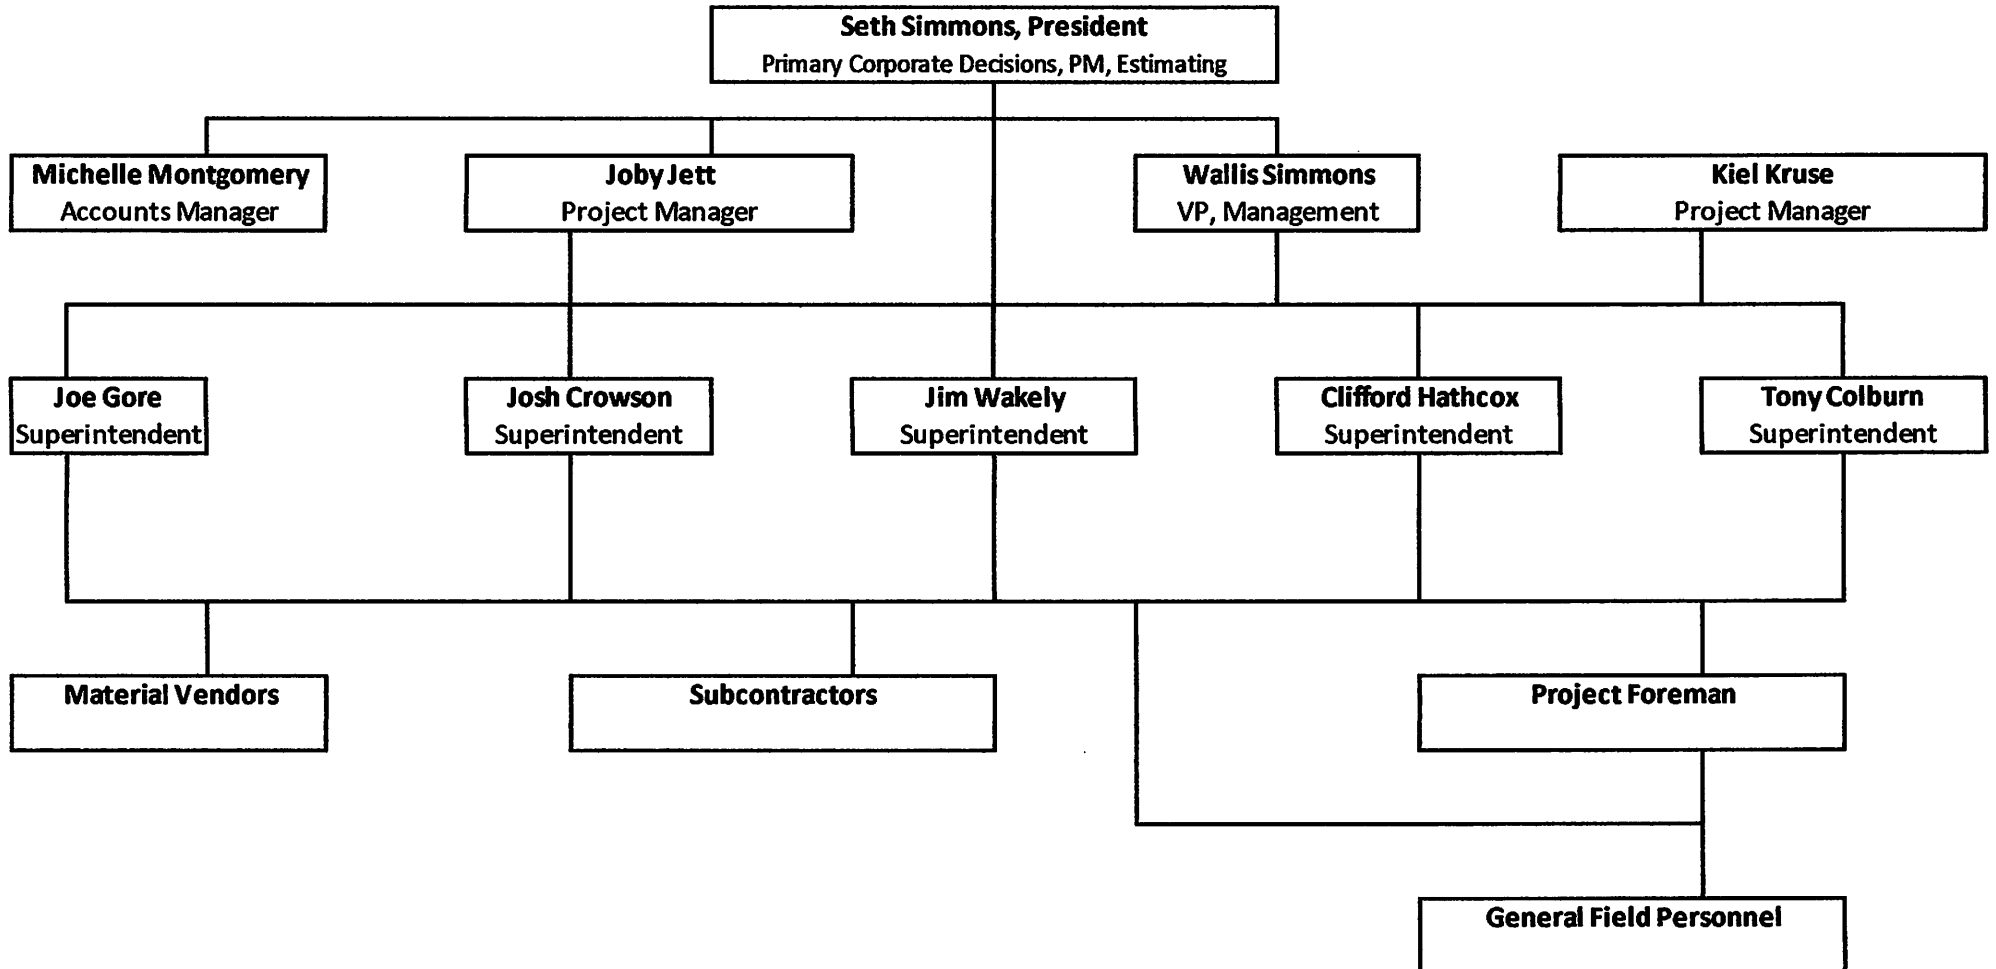 Seth Simmons, President
Primary Corporate Decisions, PM, Estimating
Michelle Montgomery
Accounts Manager
Joby Jett
Project Manager
Wallis Simmons
VP, Management
Kiel Kruse
Project Manager
Joe Gore
Superintendent
Josh Crowson
Superintendent
Jim Wakely
Superintendent
Clifford Hathcox
Superintendent
Tony Colburn
Superintendent
Material Vendors
Subcontractors
Project Foreman
General Field Personnel